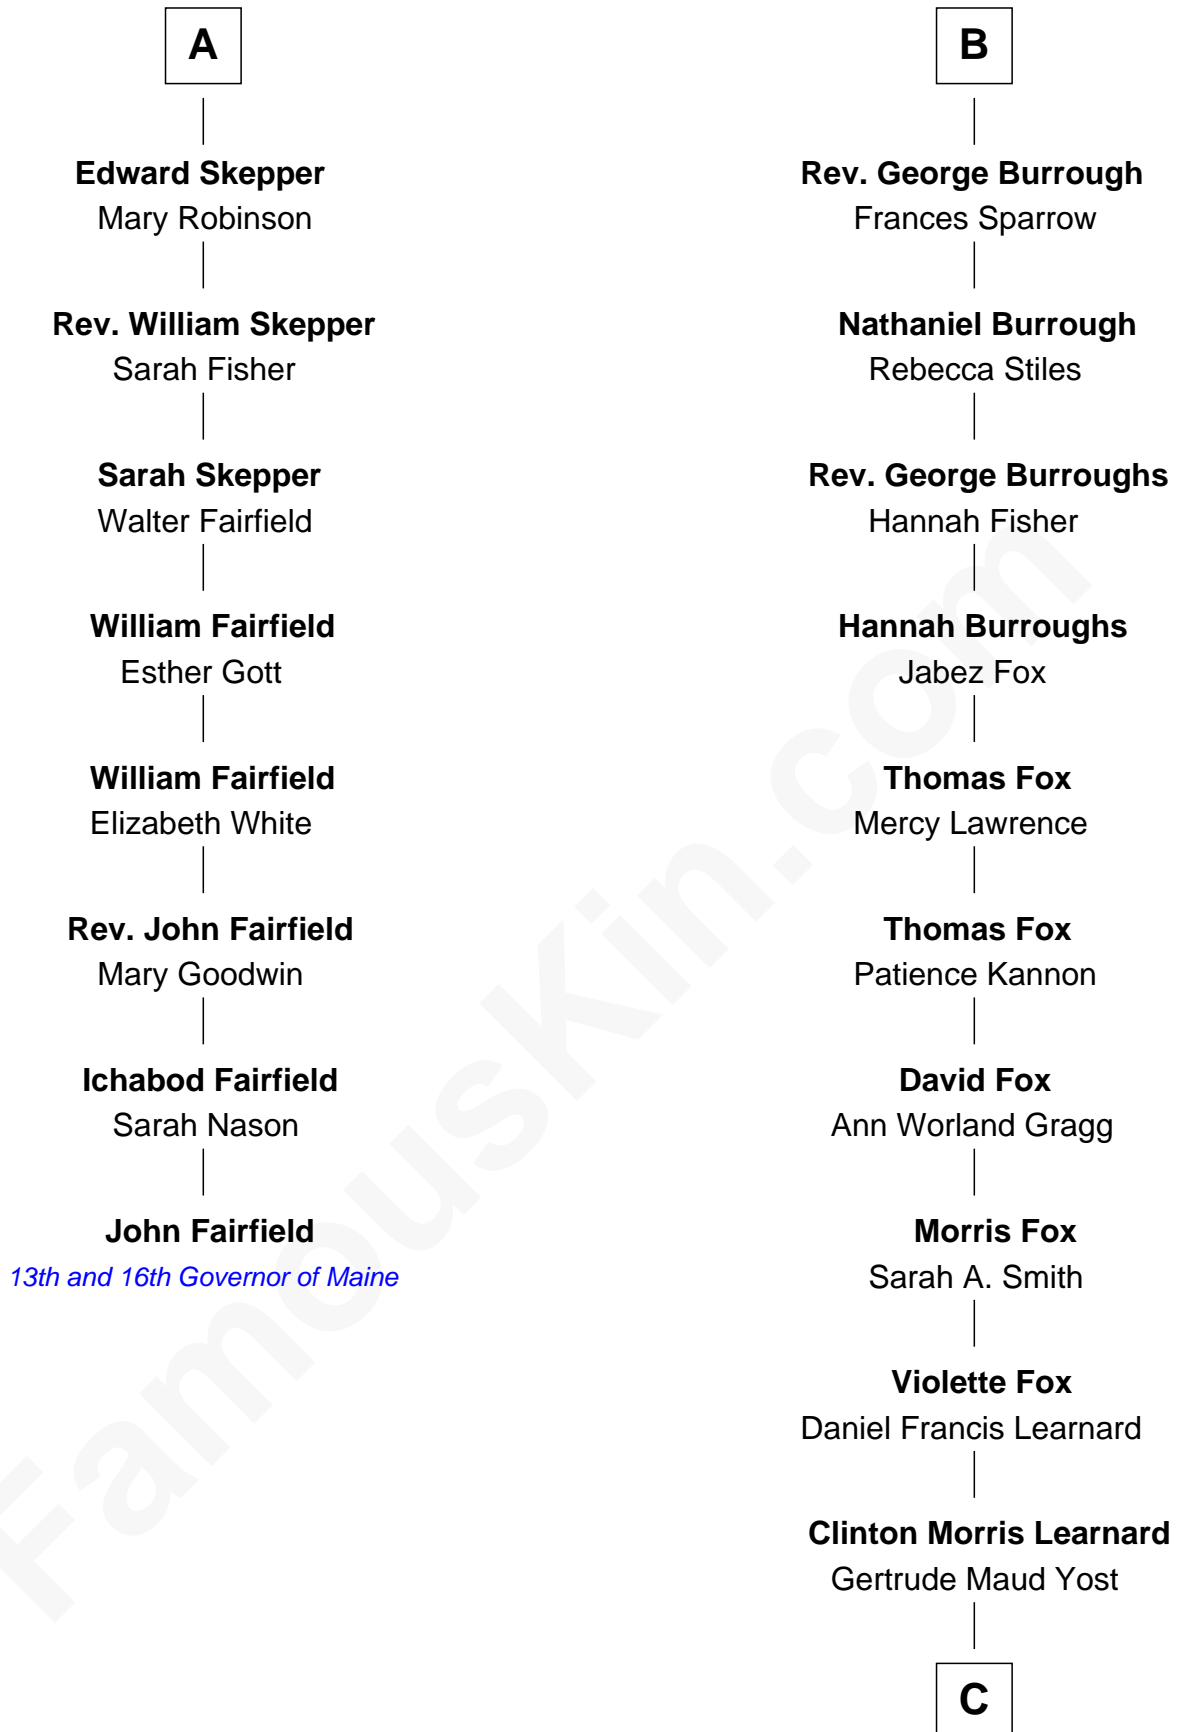 A
Edward Skepper
Mary Robinson
Rev. William Skepper
Sarah Fisher
Sarah Skepper
Walter Fairfield
William Fairfield
Esther Gott
William Fairfield
Elizabeth White
Rev. John Fairfield
Mary Goodwin
Ichabod Fairfield
Sarah Nason
John Fairfield
13th and 16th Governor of Maine
B
Rev. George Burrough
Frances Sparrow
Nathaniel Burrough
Rebecca Stiles
Rev. George Burroughs
Hannah Fisher
Hannah Burroughs
Jabez Fox
Thomas Fox
Mercy Lawrence
Thomas Fox
Patience Kannon
David Fox
Ann Worland Gragg
Morris Fox
Sarah A. Smith
Violette Fox
Daniel Francis Learnard
Clinton Morris Learnard
Gertrude Maud Yost
C
FamousKin.com